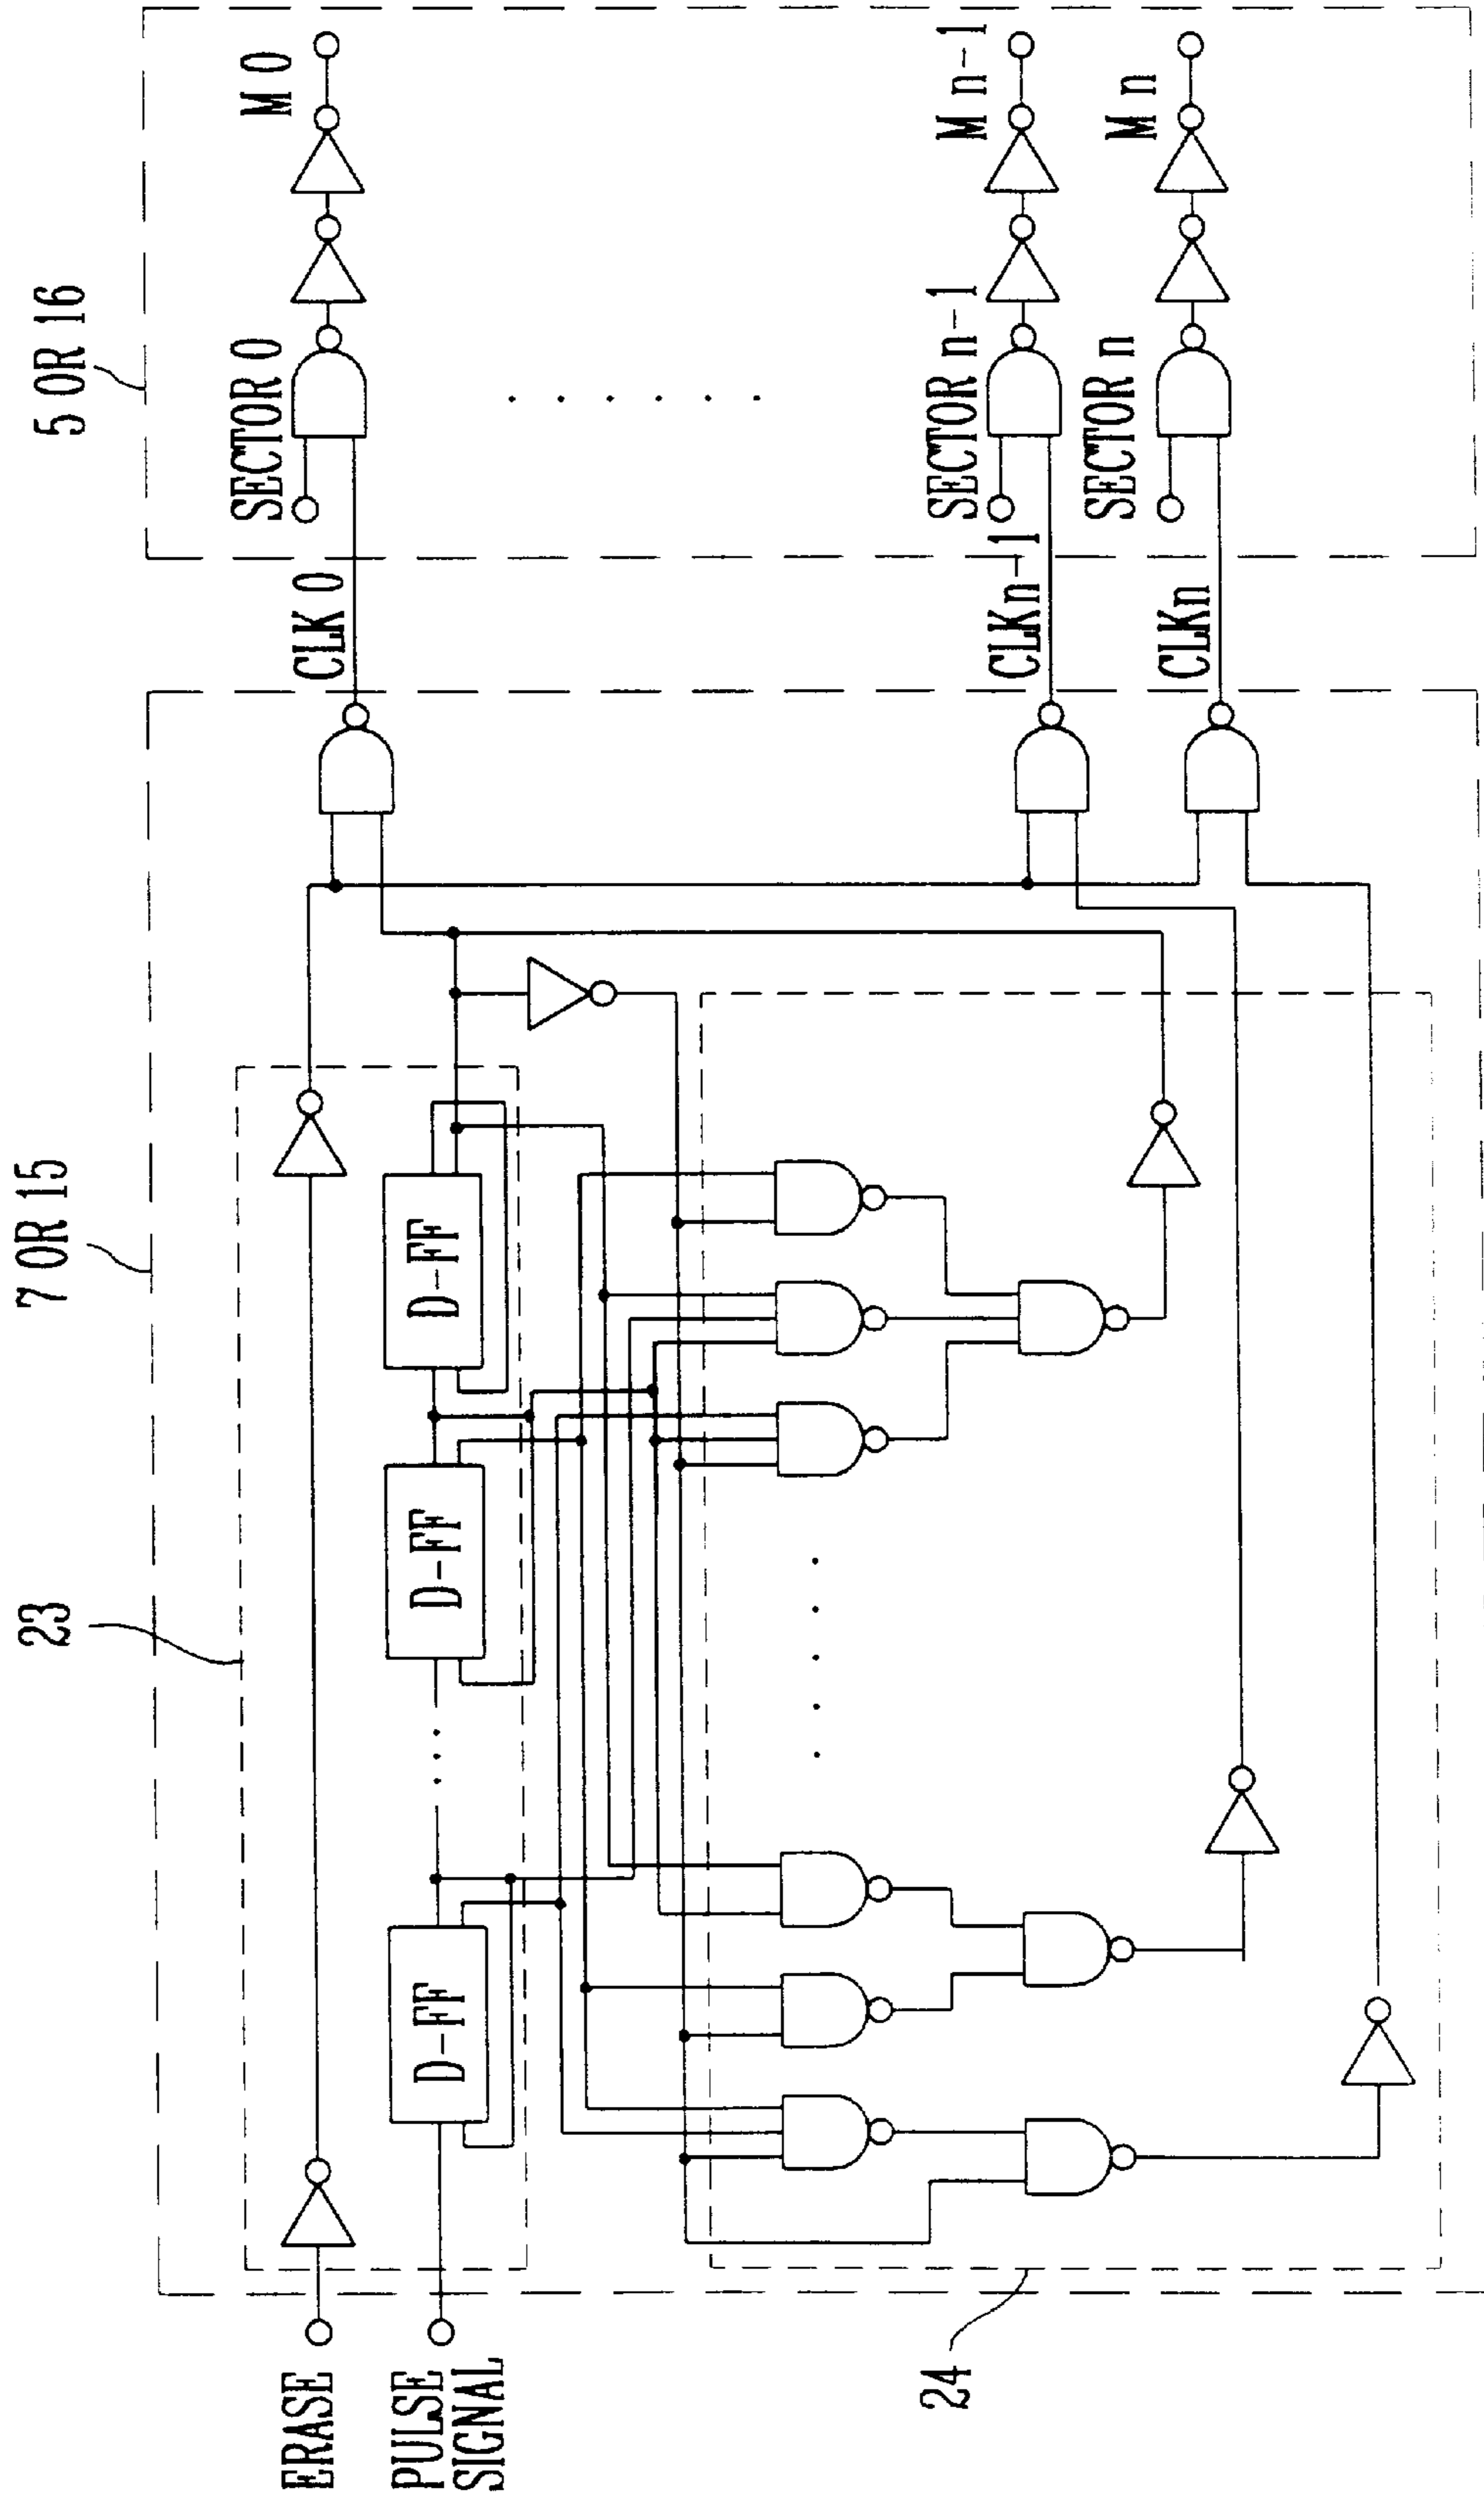 ERASE
PULSE
SIGNAL
23
7 OR 15
5 OR 16
D-FF
D-FF
D-FF
24
CLK 0
CLKn-1
CLKn
SECTOR 0
SECTOR n-1
SECTOR n
M 0
M n-1
M n